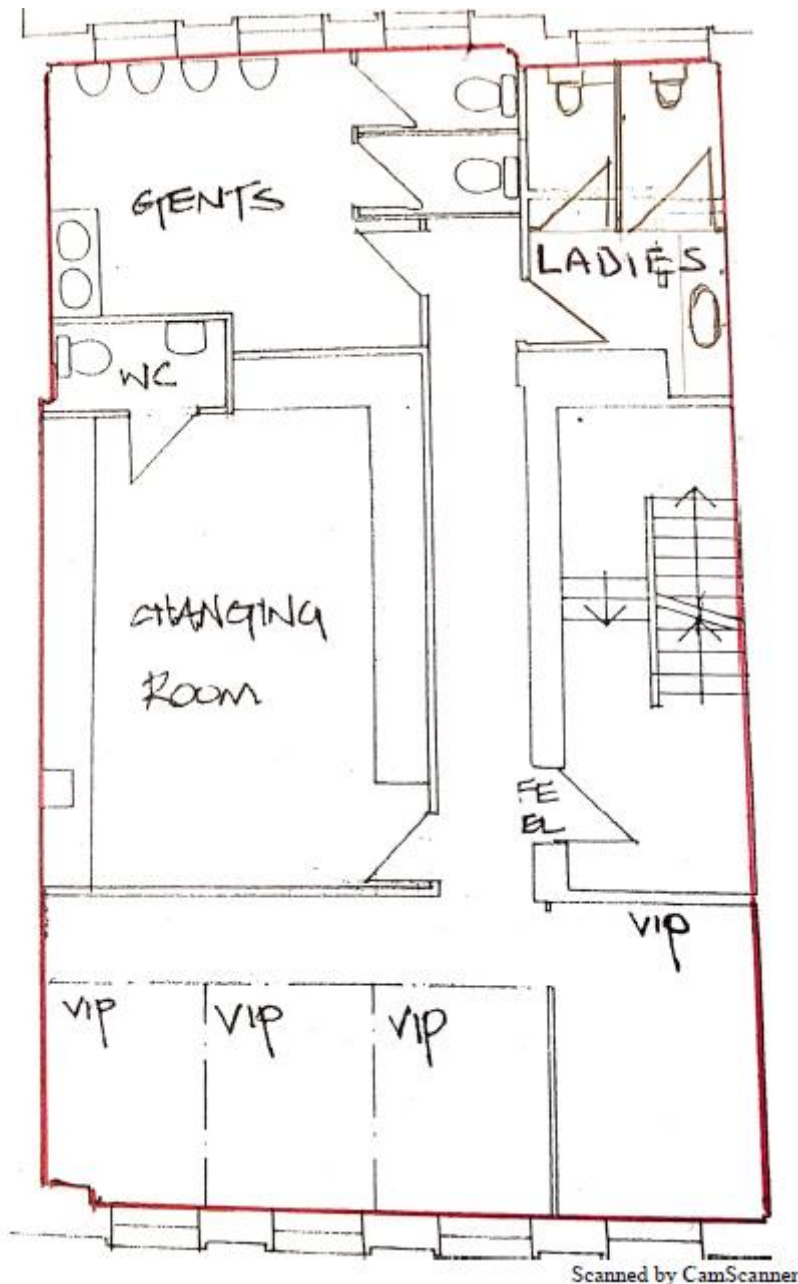 GENTS
LADIES.
WC
CHANGING
ROOM
FE
EL
VIP
VIP
VIP
VIP
Scanned by CamScanner